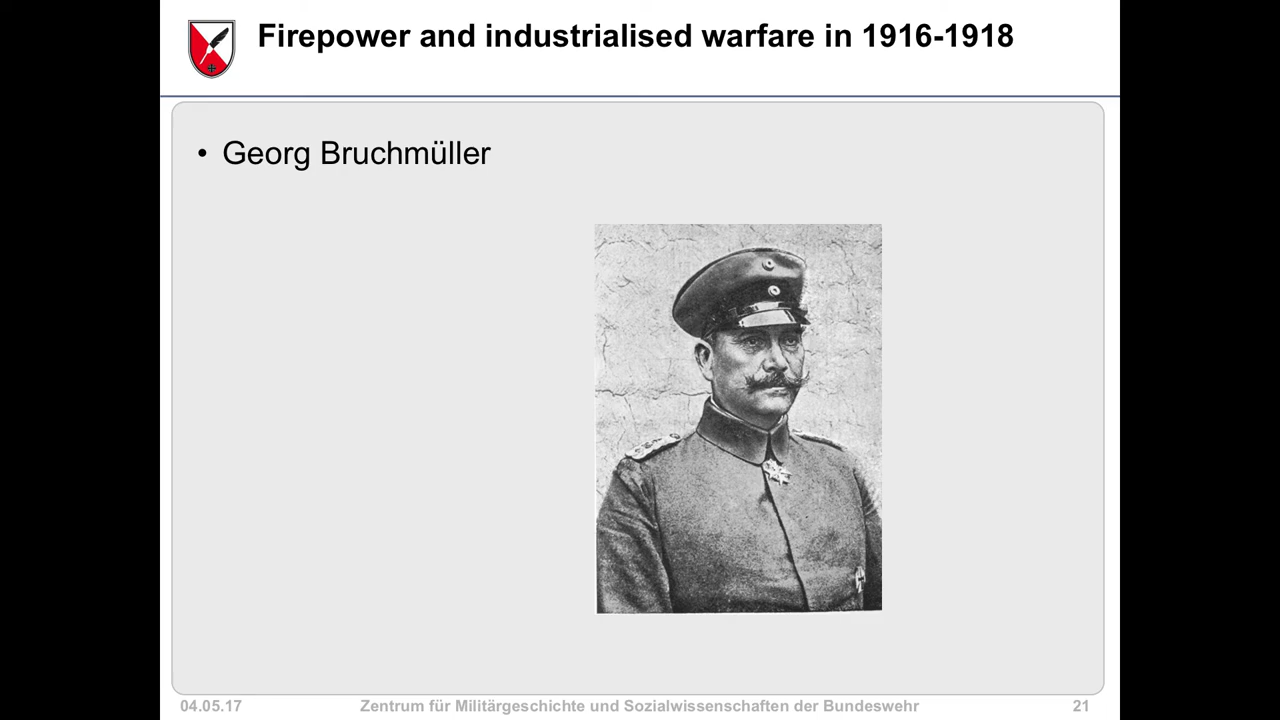 Firepower and industrialised warfare in 1916-1918
• Georg Bruchmüller
04.05.17 Zentrum für Militärgeschichte und Sozialwissenschaften der Bundeswehr 21